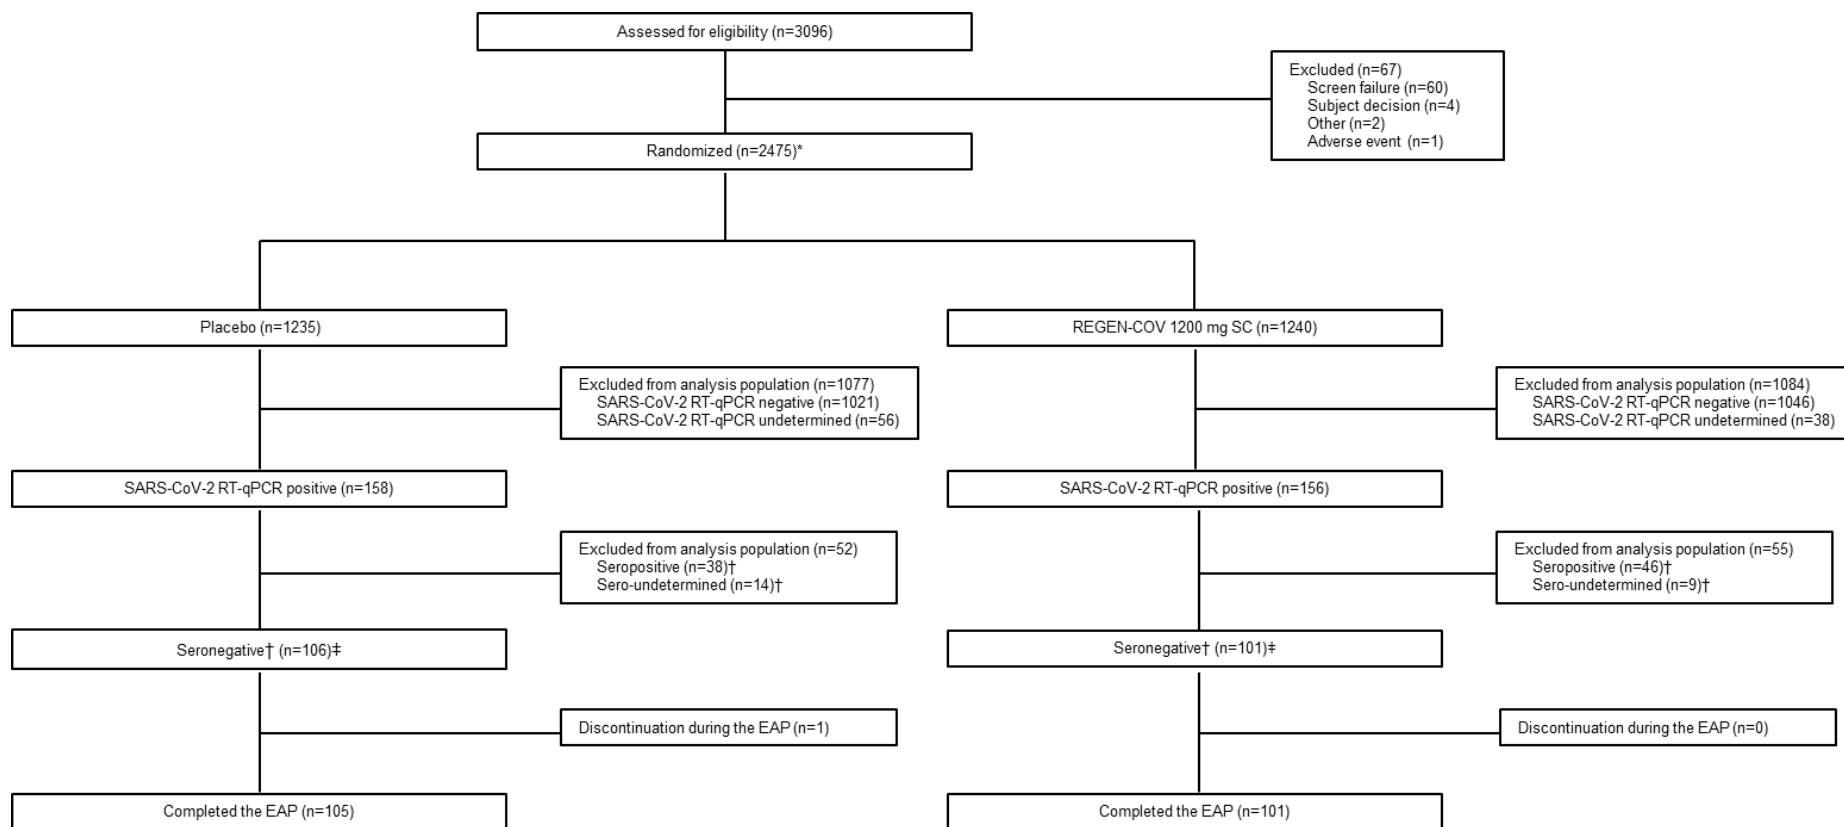 Assessed for eligibility (n=3096)
Excluded (n=67)
Screen failure (n=60)
Subject decision (n=4)
Other (n=2)
Adverse event (n=1)
Randomized (n=2475)*
Placebo (n=1235)
REGEN-COV 1200 mg SC (n=1240)
Excluded from analysis population (n=1077)
SARS-CoV-2 RT-qPCR negative (n=1021)
SARS-CoV-2 RT-qPCR undetermined (n=56)
Excluded from analysis population (n=1084)
SARS-CoV-2 RT-qPCR negative (n=1046)
SARS-CoV-2 RT-qPCR undetermined (n=38)
SARS-CoV-2 RT-qPCR positive (n=158)
SARS-CoV-2 RT-qPCR positive (n=156)
Excluded from analysis population (n=52)
Seropositive (n=38)†
Sero-undetermined (n=14)†
Excluded from analysis population (n=55)
Seropositive (n=46)†
Sero-undetermined (n=9)†
Seronegative† (n=106)‡
Seronegative† (n=101)‡
Discontinuation during the EAP (n=1)
Discontinuation during the EAP (n=0)
Completed the EAP (n=105)
Completed the EAP (n=101)